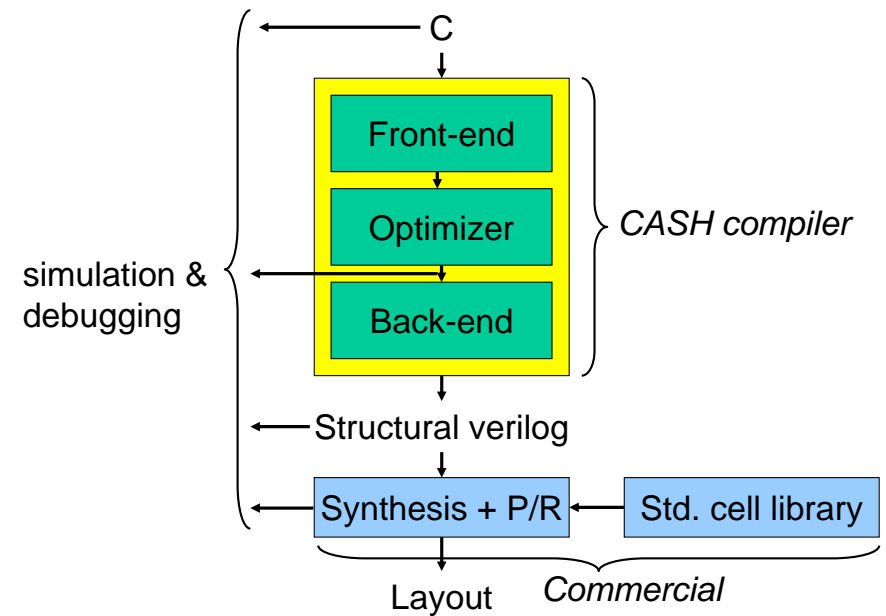 C
Front-end
Optimizer
CASH compiler
simulation &
debugging
Back-end
Structural verilog
Synthesis + P/R
Std. cell library
Layout
Commercial